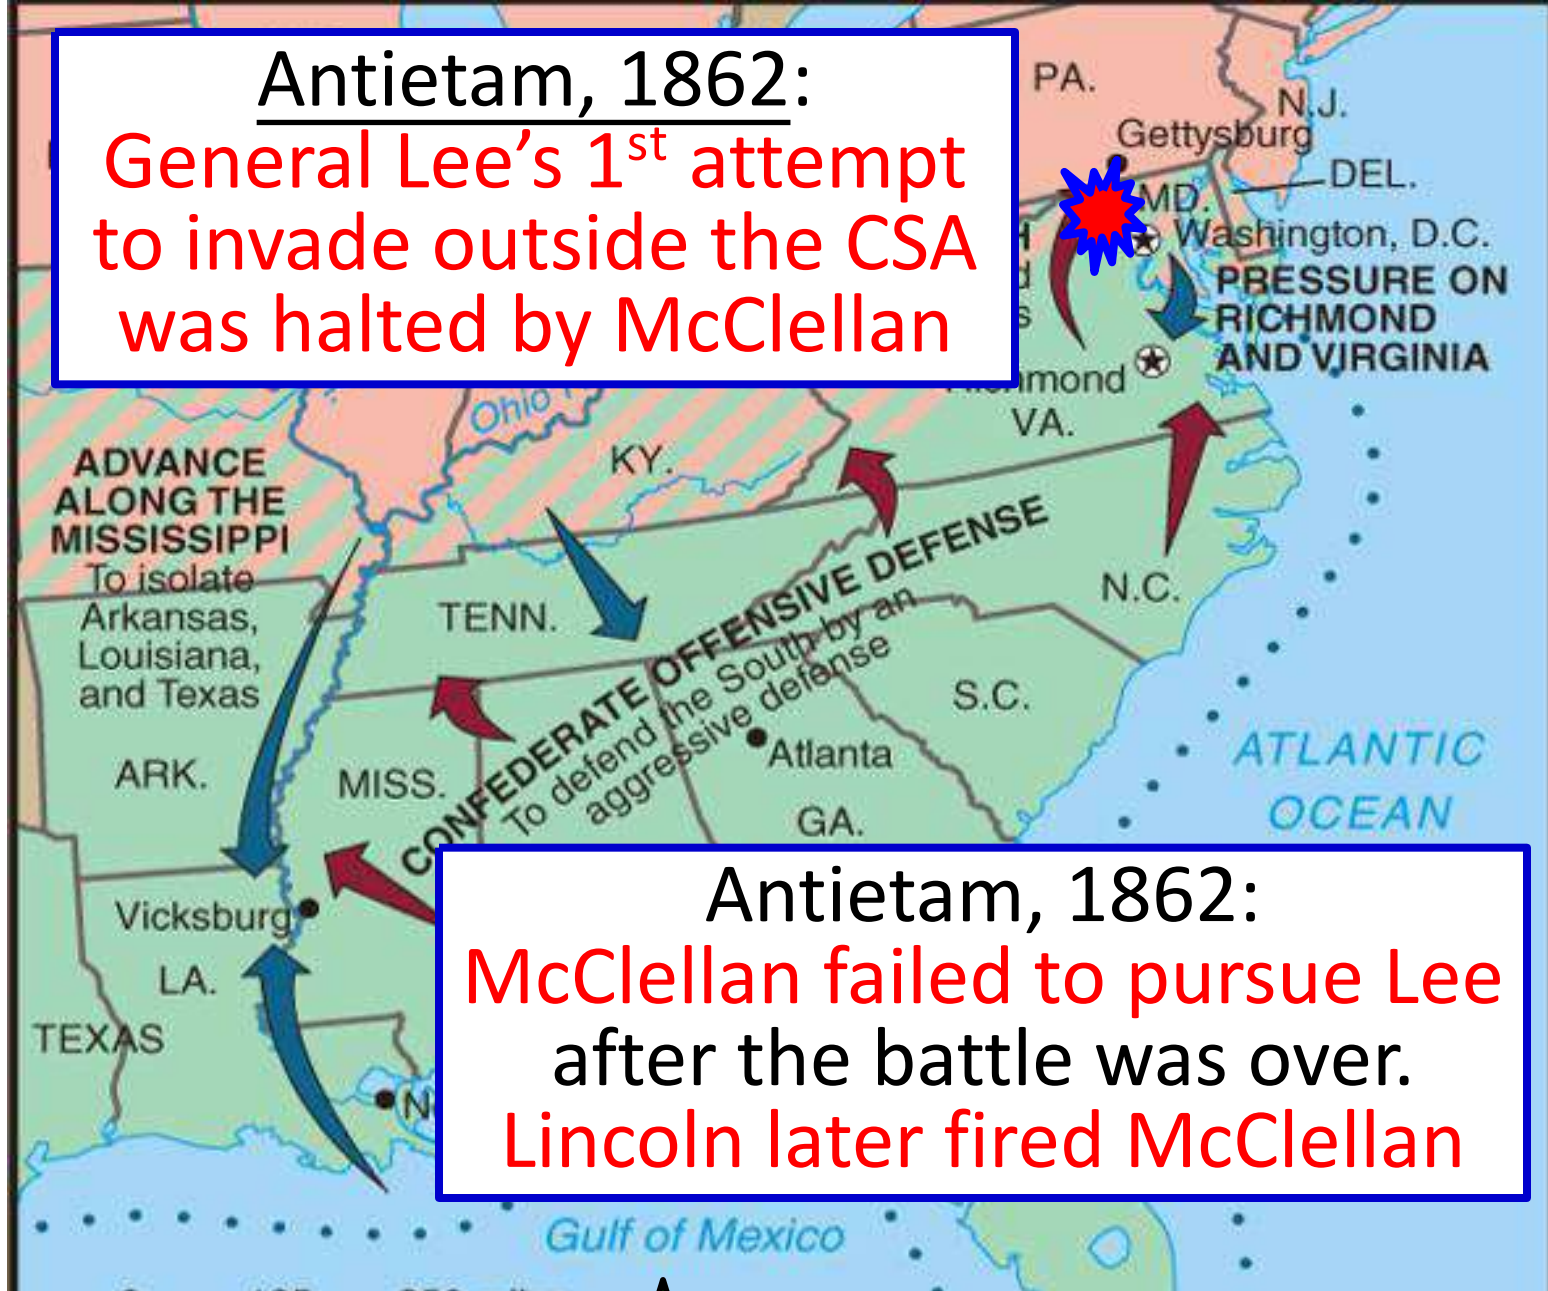 Antietam, 1862:
General Lee’s 1st attempt
to invade outside the CSA
was halted by McClellan
PA.
N.J.
Gettysburg
DEL.
MD.
Washington, D.C.
PRESSURE ON
RICHMOND
AND VIRGINIA
VA.
Ohio
KY.
ADVANCE
ALONG THE
MISSISSIPPI
To isolate
Arkansas,
Louisiana,
and Texas
TENN.
N.C.
CONFEDERATE OFFENSIVE DEFENSE
To defend the South by an
aggressive defense
S.C.
ARK.
MISS.
Atlanta
GA.
ATLANTIC
OCEAN
Vicksburg
LA.
TEXAS
Antietam, 1862:
McClellan failed to pursue Lee
after the battle was over.
Lincoln later fired McClellan
Gulf of Mexico